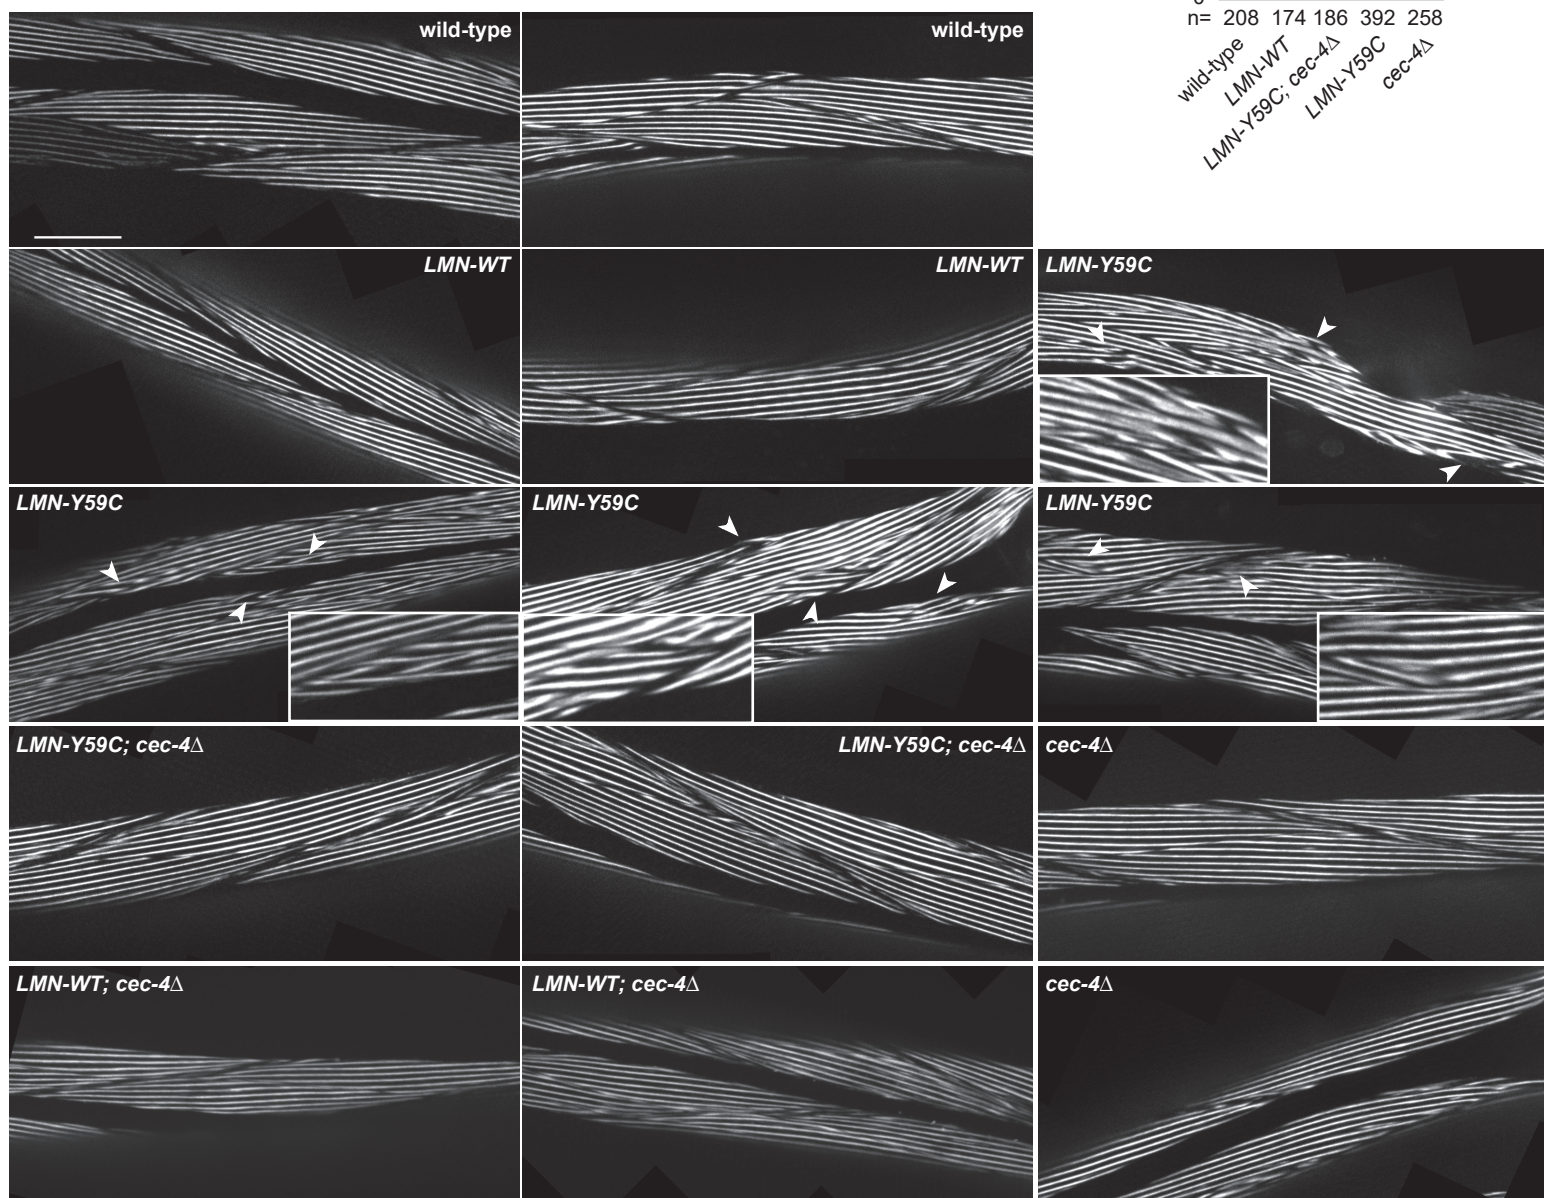 wild-type
wild-type
n= 208 174 186 392 258
wild-type
LMN-WT
LMN-Y59C; cec-4Δ
LMN-Y59C
cec-4Δ
LMN-WT
LMN-WT
LMN-Y59C
LMN-Y59C
LMN-Y59C
LMN-Y59C
LMN-Y59C; cec-4Δ
LMN-Y59C; cec-4Δ
cec-4Δ
LMN-WT; cec-4Δ
LMN-WT; cec-4Δ
cec-4Δ